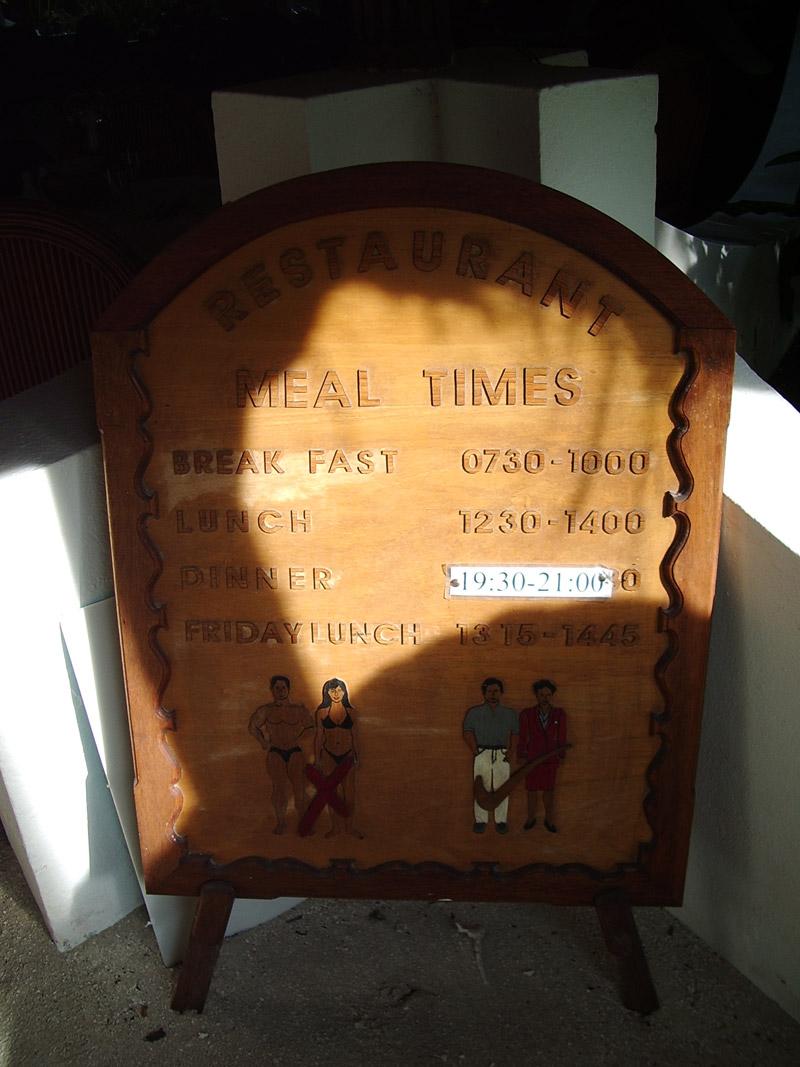 RESTAURANT
MEAL TIMES
BREAK FAST 0730-1000
LUNCH 1230-1400
DINNER 19:30-21:00 0
FRIDAY LUNCH 1315-1445